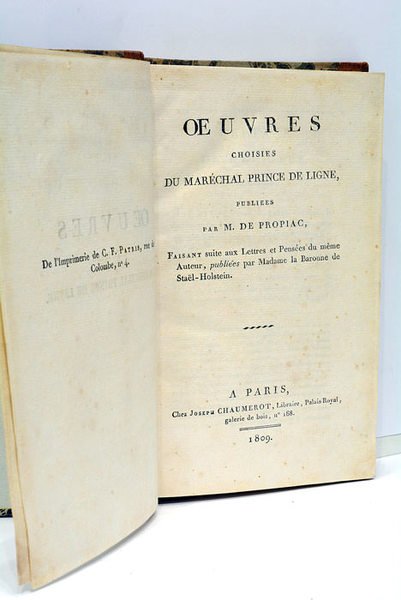 De l'Imprimerie de C. F. PATRIS, rue de
Colombe, n° 4.
ŒUVRES
CHOISIES
DU MARÉCHAL PRINCE DE LIGNE,
PUBLIEES
PAR M. DE PROPIAC,
FAISANT suite aux Lettres et Pensées du même
Auteur, publiées par Madame la Baronne de
Staël-Holstein.
A PARIS,
Chez JOSEPH CHAUMEROT, Libraire, Palais Royal,
galerie de bois, n° 188.
1809.